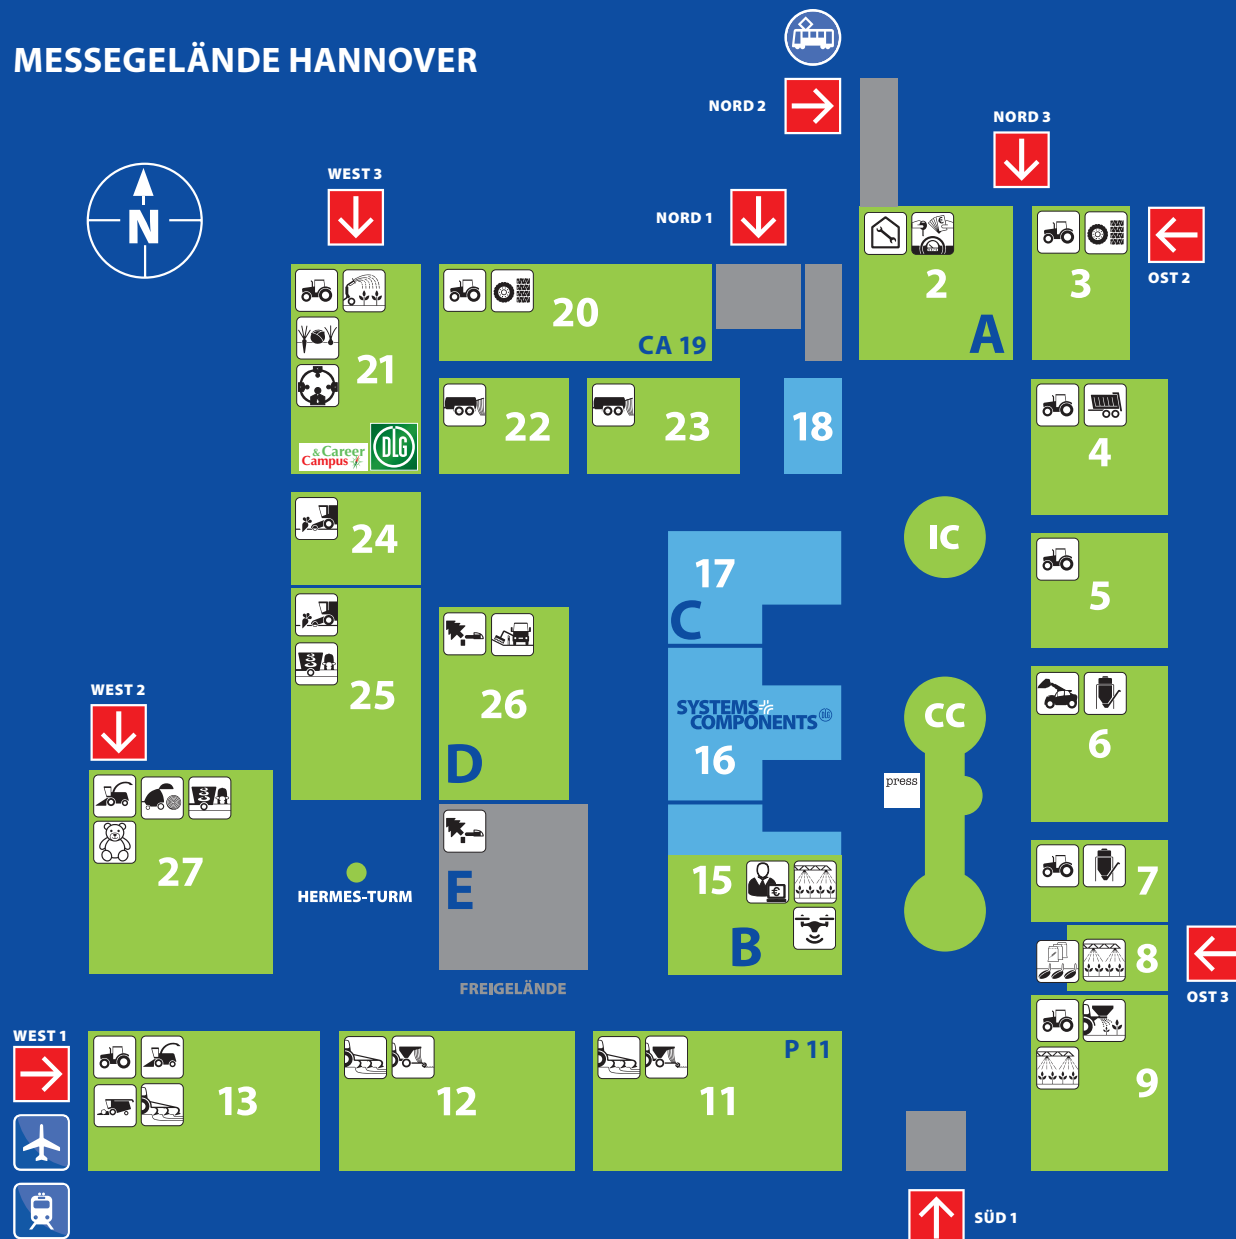 MESSEGELÄNDE HANNOVER
NORD 2
NORD 3
WEST 3
NORD 1
N
OST 2
2
A
3
20
CA 19
21
& Career
Campus
DLG
22
23
18
4
24
IC
5
17
C
25
26
D
SYSTEMS
COMPONENTS
DLG
16
CC
6
WEST 2
press
27
HERMES-TURM
E
FREIGELÄNDE
15
€
B
7
8
OST 3
WEST 1
13
12
11
P 11
9
SÜD 1